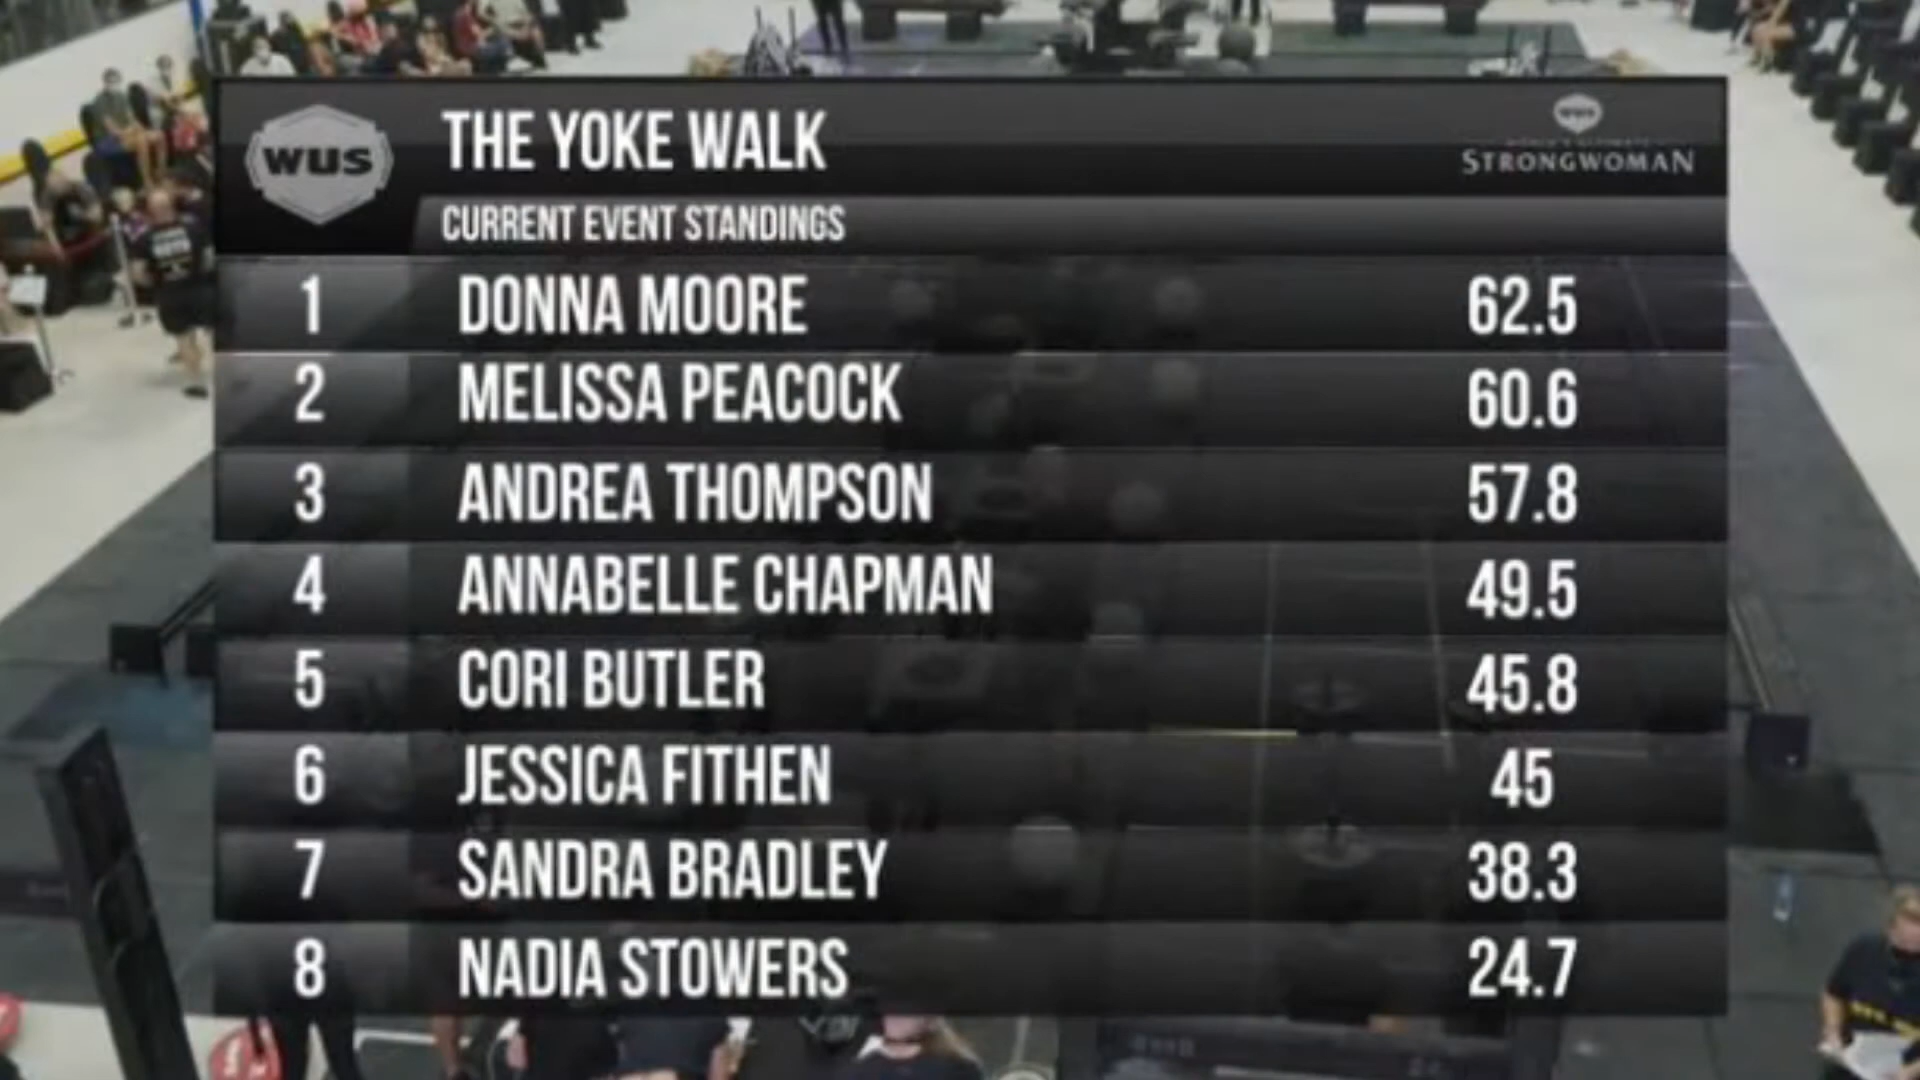 WUS
THE YOKE WALK
WUS
STRONGWOMAN
CURRENT EVENT STANDINGS
1 DONNA MOORE 62.5
2 MELISSA PEACOCK 60.6
3 ANDREA THOMPSON 57.8
4 ANNABELLE CHAPMAN 49.5
5 CORI BUTLER 45.8
6 JESSICA FITHEN 45
7 SANDRA BRADLEY 38.3
8 NADIA STOWERS 24.7